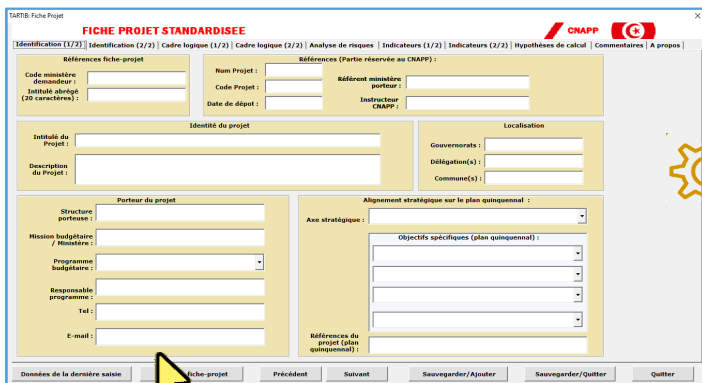 TARTIB: Fiche Projet
FICHE PROJET STANDARDISEE
CNAPP
Identification (1/2) Identification (2/2) Cadre logique (1/2) Cadre logique (2/2) Analyse de risques Indicateurs (1/2) Indicateurs (2/2) Hypothèses de calcul Commentaires A propos
Références fiche-projet
Code ministère
demandeur :
Intitulé abrégé
(20 caractères) :
Références (Partie réservée au CNAPP) :
Num Projet :
Code Projet :
Date de dépot :
Référent ministère
porteur :
Instructeur
CNAPP :
Identité du projet
Intitulé du
Projet :
Description
du Projet :
Localisation
Gouvernorats :
Délégation(s) :
Commune(s) :
Porteur du projet
Structure
porteuse :
Mission budgétaire
/ Ministère :
Programme
budgétaire :
Responsable
programme :
Tel :
E-mail :
Alignement stratégique sur le plan quinquennal :
Axe stratégique :
Objectifs spécifiques (plan quinquennal) :
Références du
projet (plan
quinquennal) :
Données de la dernière saisie
fiche-projet
Précédent
Suivant
Sauvegarder/Ajouter
Sauvegarder/Quitter
Quitter